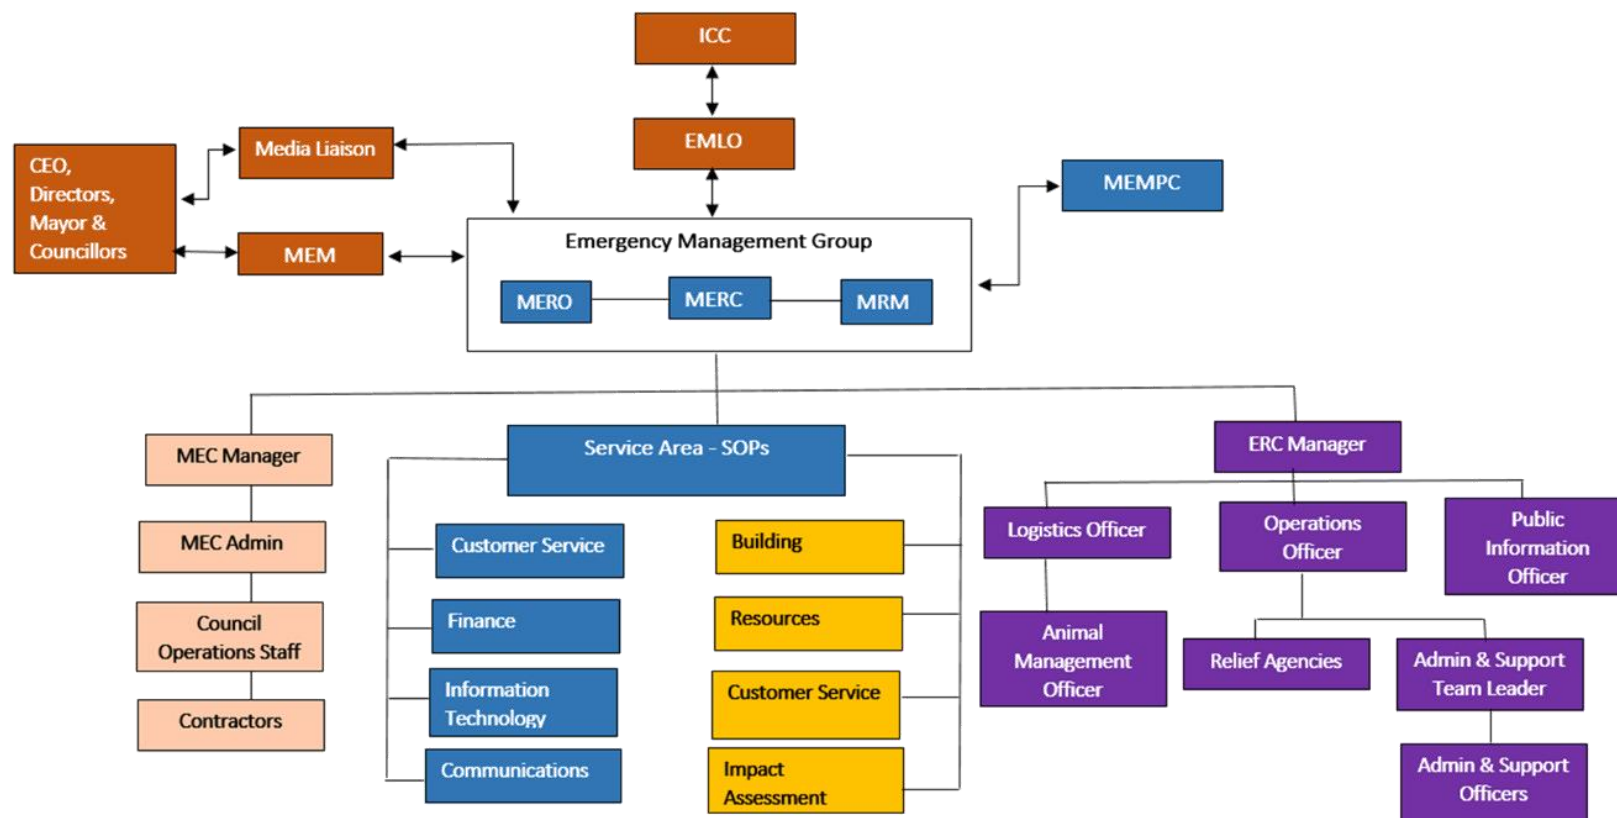 ICC
EMLO
Media Liaison
CEO,
Directors,
Mayor &
Councillors
MEM
MEMPC
Emergency Management Group
MERO
MERC
MRM
MEC Manager
MEC Admin
Council
Operations Staff
Contractors
Service Area - SOPs
Customer Service
Finance
Information
Technology
Communications
Building
Resources
Customer Service
Impact
Assessment
ERC Manager
Logistics Officer
Operations
Officer
Public
Information
Officer
Animal
Management
Officer
Relief Agencies
Admin & Support
Team Leader
Admin & Support
Officers